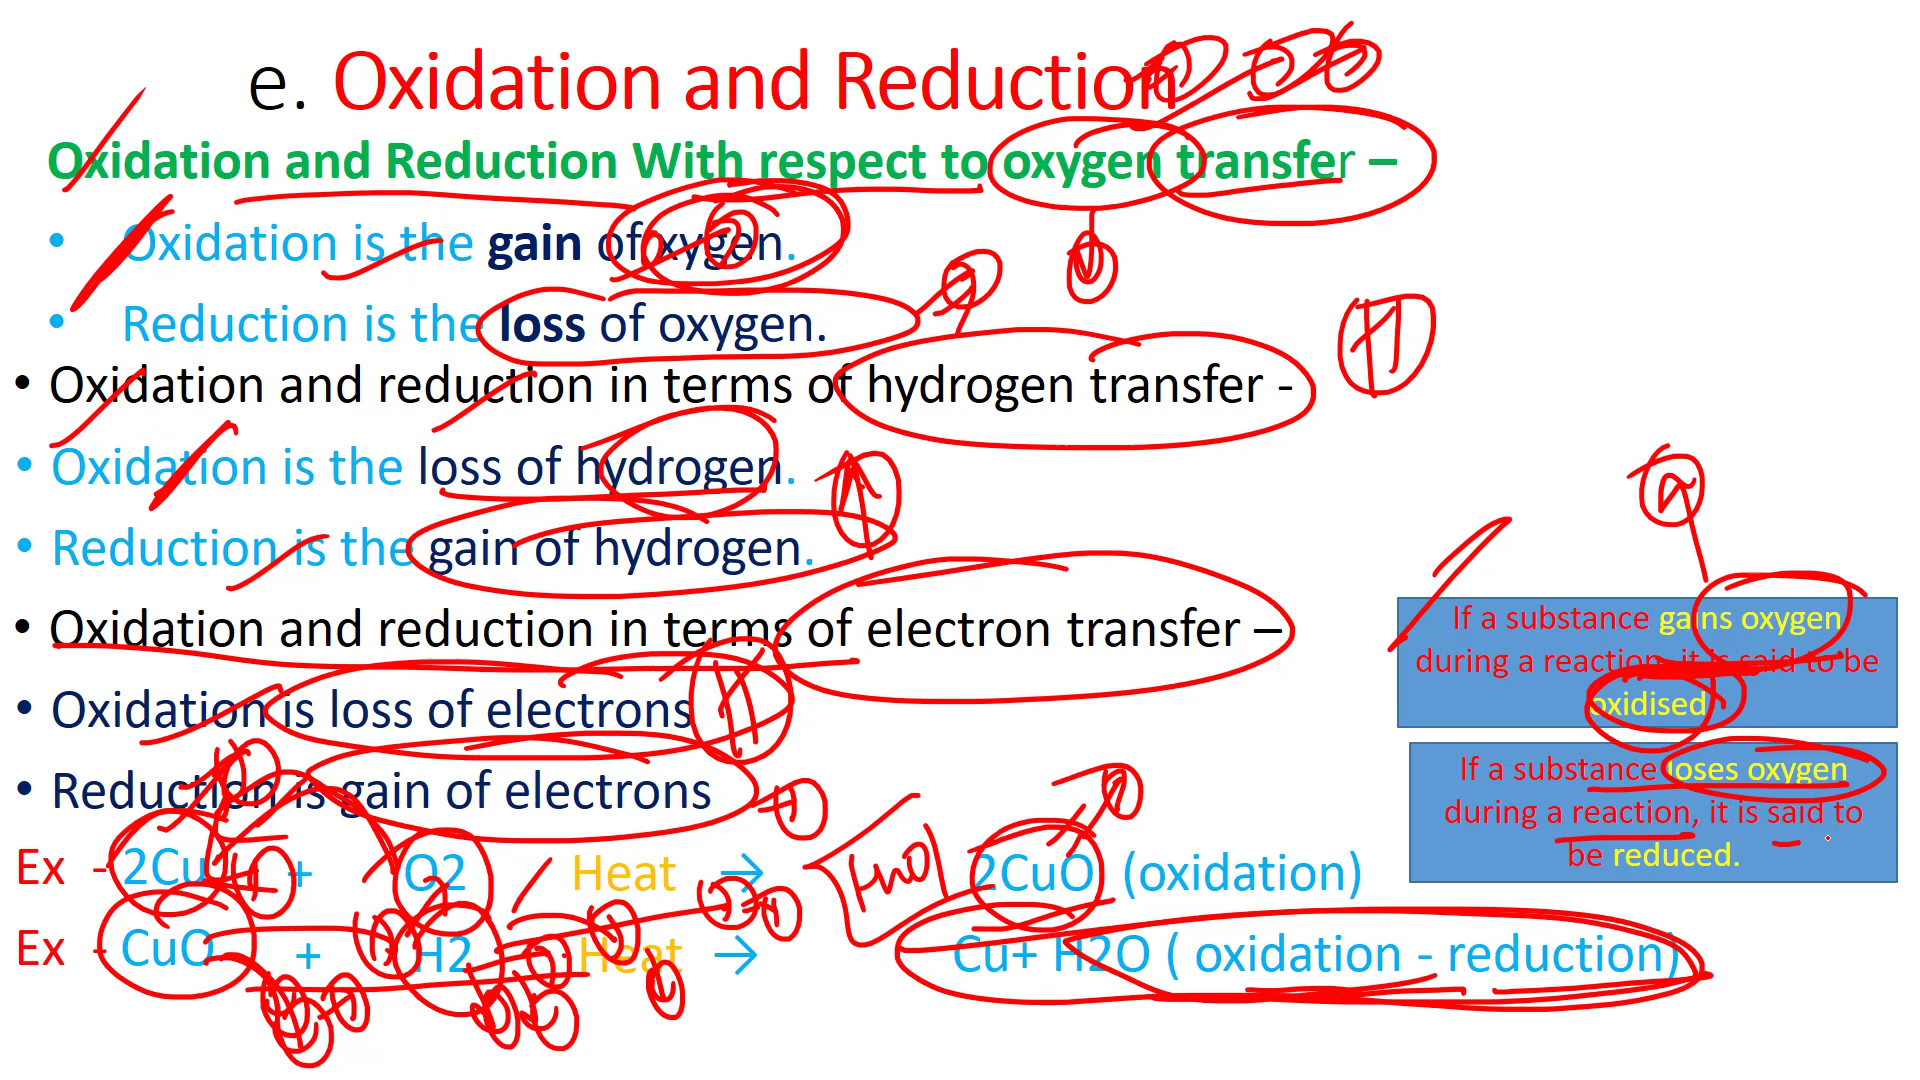 e. Oxidation and Reduction
Oxidation and Reduction With respect to oxygen transfer –
• Oxidation is the gain of oxygen.
• Reduction is the loss of oxygen.
• Oxidation and reduction in terms of hydrogen transfer -
• Oxidation is the loss of hydrogen.
• Reduction is the gain of hydrogen.
• Oxidation and reduction in terms of electron transfer –
• Oxidation is loss of electrons
• Reduction is gain of electrons
Ex - 2Cu + O2 Heat → 2CuO (oxidation)
Ex - CuO + H2 Heat → Cu+ H2O ( oxidation - reduction)
If a substance gains oxygen
during a reaction, it is said to be
oxidised
If a substance loses oxygen
during a reaction, it is said to
be reduced.